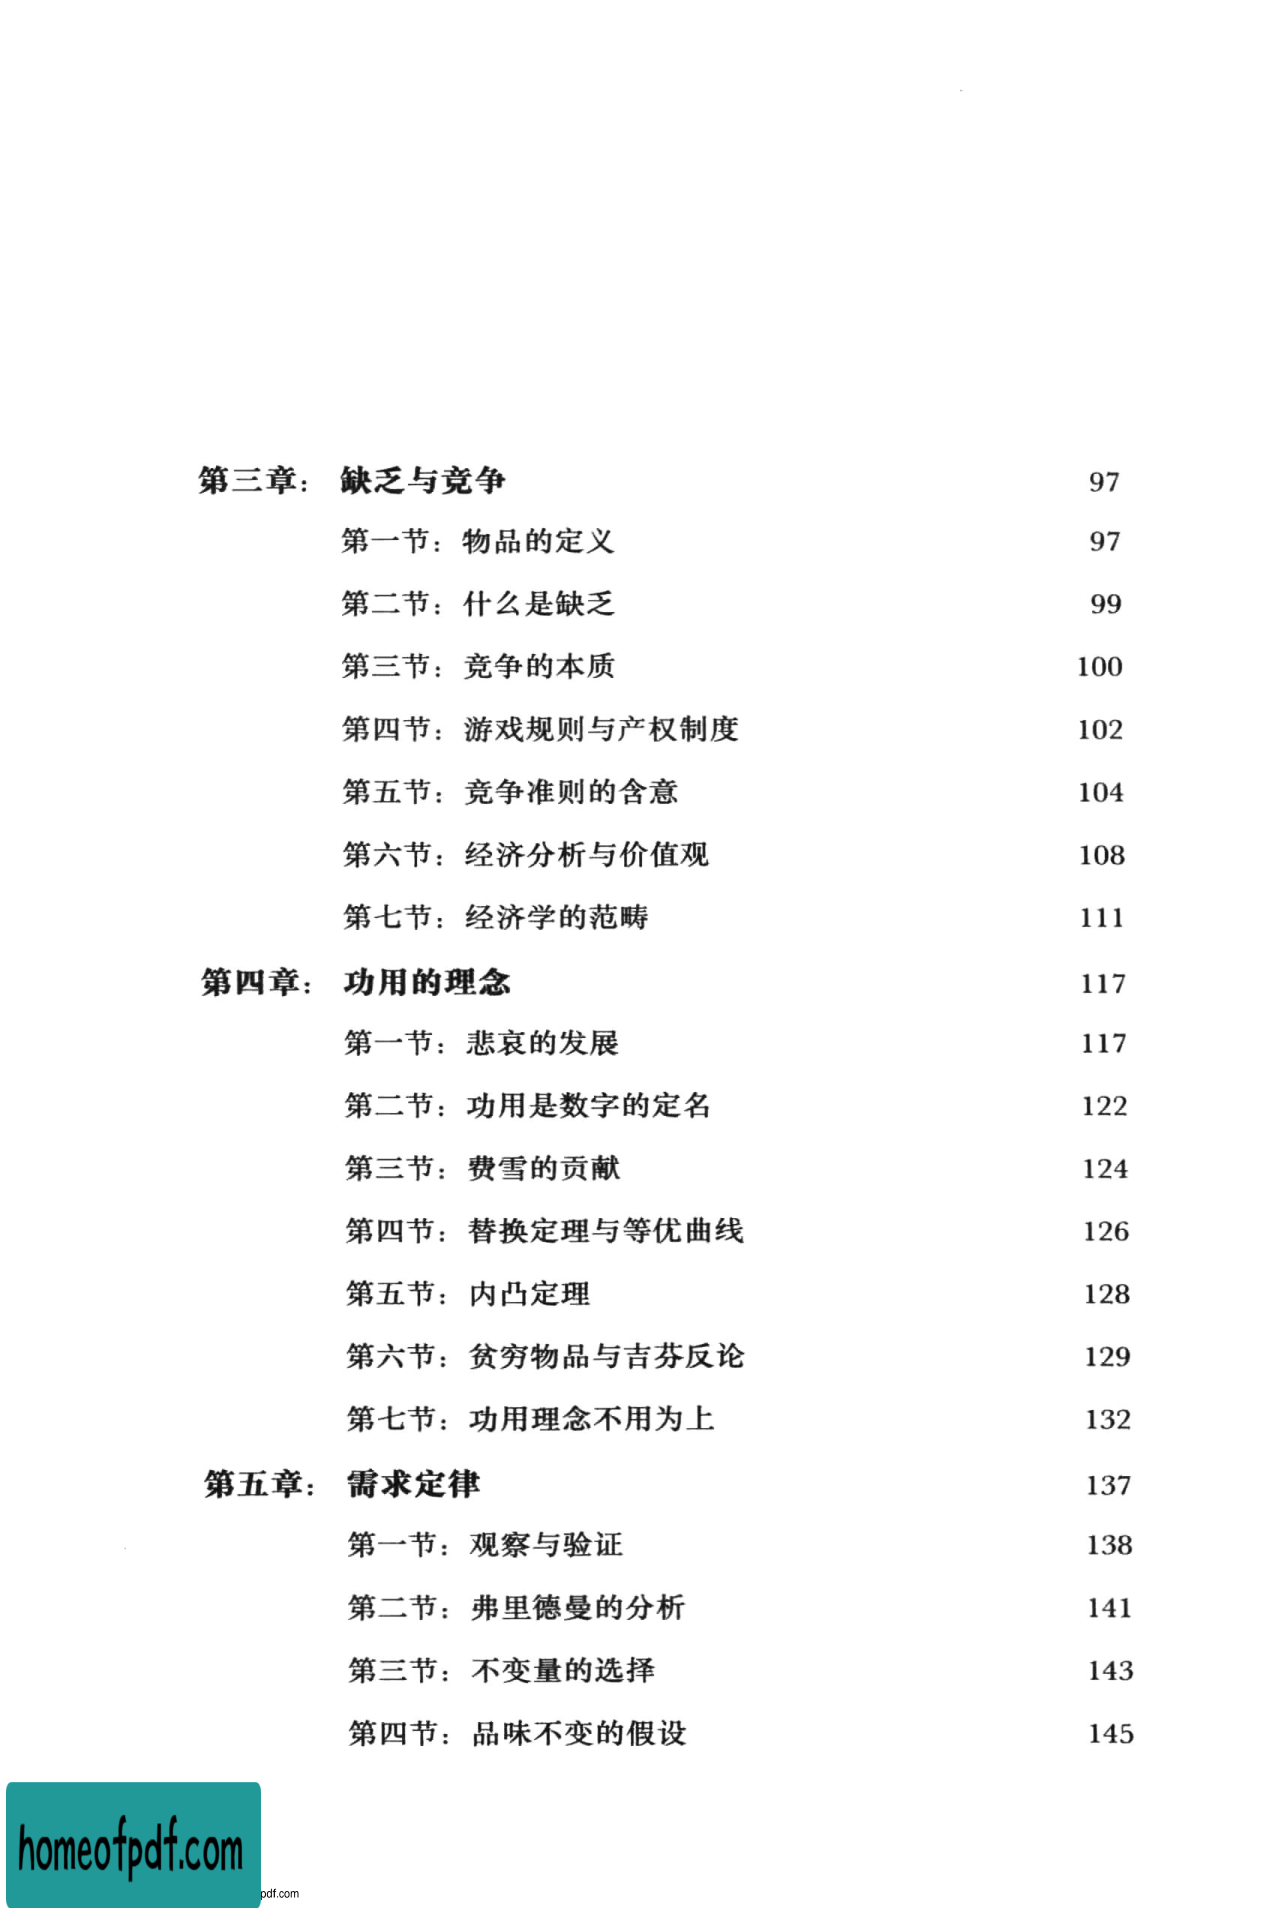 第三章： 缺乏与竞争 97
第一节：物品的定义 97
第二节：什么是缺乏 99
第三节：竞争的本质 100
第四节：游戏规则与产权制度 102
第五节：竞争准则的含意 104
第六节：经济分析与价值观 108
第七节：经济学的范畴 111
第四章： 功用的理念 117
第一节：悲哀的发展 117
第二节：功用是数字的定名 122
第三节：费雪的贡献 124
第四节：替换定理与等优曲线 126
第五节：内凸定理 128
第六节：贫穷物品与吉芬反论 129
第七节：功用理念不用为上 132
第五章： 需求定律 137
第一节：观察与验证 138
第二节：弗里德曼的分析 141
第三节：不变量的选择 143
第四节：品味不变的假设 145
homeofpdf.com
pdf.com